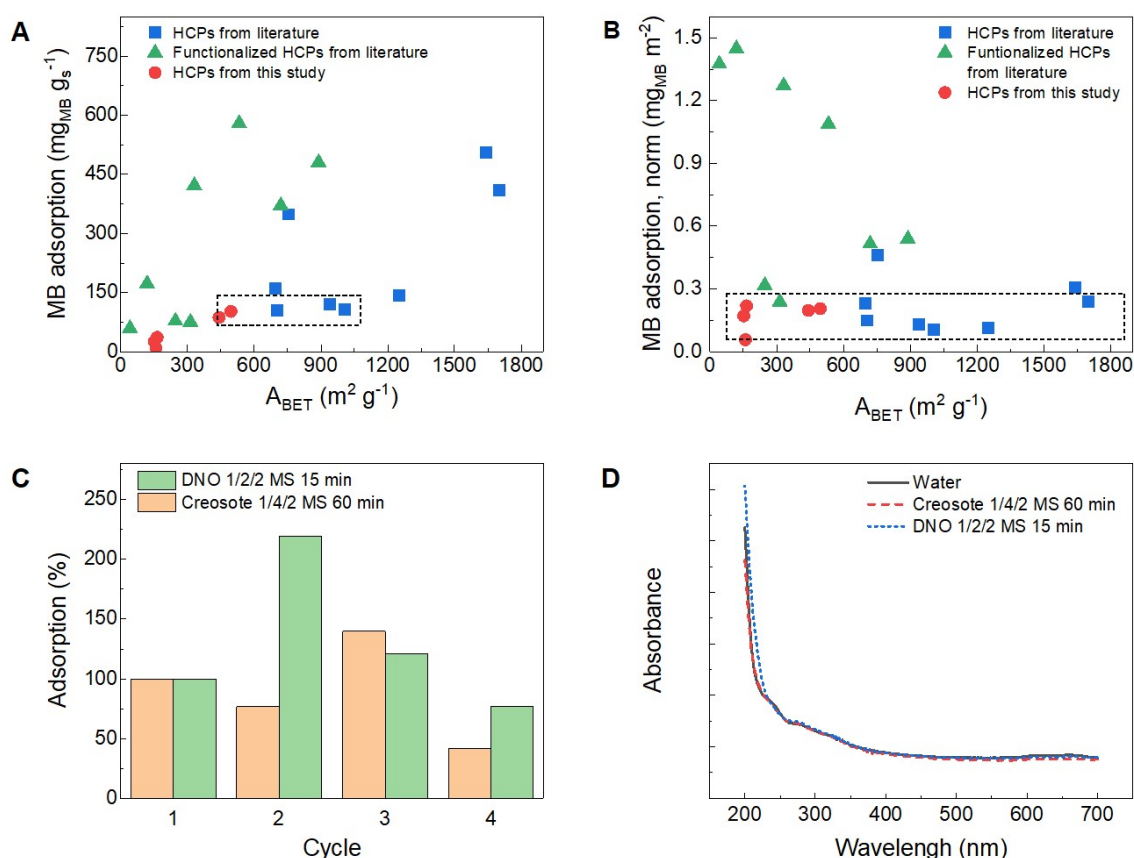 A
HCPs from literature
Functionalized HCPs from literature
HCPs from this study
MB adsorption (mg_MB g_s^-1)
750
600
450
300
150
0
0 300 600 900 1200 1500 1800
A_BET (m² g⁻¹)
B
HCPs from literature
Funtionalized HCPs
from literature
HCPs from this study
MB adsorption, norm (mg_MB m⁻²)
1.5
1.2
0.9
0.6
0.3
0.0
0 300 600 900 1200 1500 1800
A_BET (m² g⁻¹)
C
DNO 1/2/2 MS 15 min
Creosote 1/4/2 MS 60 min
Adsorption (%)
250
200
150
100
50
0
1 2 3 4
Cycle
D
Water
Creosote 1/4/2 MS 60 min
DNO 1/2/2 MS 15 min
Absorbance
200 300 400 500 600 700
Wavelengh (nm)